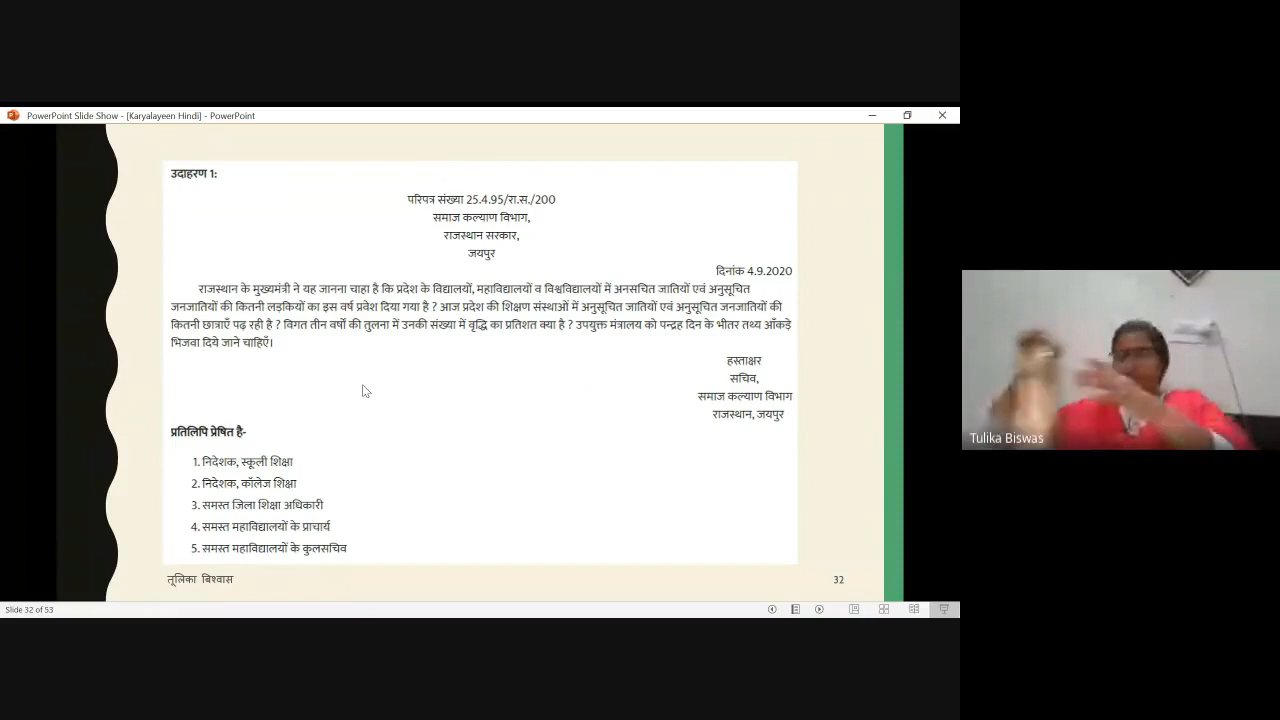 PowerPoint Slide Show - [Karyalayeen Hindi] - PowerPoint
उदाहरण 1:
परिपत्र संख्या 25.4.95/रा.स./200
समाज कल्याण विभाग,
राजस्थान सरकार,
जयपुर
दिनांक 4.9.2020
राजस्थान के मुख्यमंत्री ने यह जानना चाहा है कि प्रदेश के विद्यालयों, महाविद्यालयों व विश्वविद्यालयों में अनसचित जातियों एवं अनुसूचित
जनजातियों की कितनी लड़कियों का इस वर्ष प्रवेश दिया गया है ? आज प्रदेश की शिक्षण संस्थाओं में अनुसूचित जातियों एवं अनुसूचित जनजातियों की
कितनी छात्राएँ पढ़ रही है ? विगत तीन वर्षों की तुलना में उनकी संख्या में वृद्धि का प्रतिशत क्या है ? उपयुक्त मंत्रालय को पन्द्रह दिन के भीतर तथ्य आँकड़े
भिजवा दिये जाने चाहिएँ।
हस्ताक्षर
सचिव,
समाज कल्याण विभाग
राजस्थान, जयपुर
प्रतिलिपि प्रेषित है-
1. निदेशक, स्कूली शिक्षा
2. निदेशक, कॉलेज शिक्षा
3. समस्त जिला शिक्षा अधिकारी
4. समस्त महाविद्यालयों के प्राचार्य
5. समस्त महाविद्यालयों के कुलसचिव
तूलिका बिश्वास
32
Slide 32 of 53
Tulika Biswas